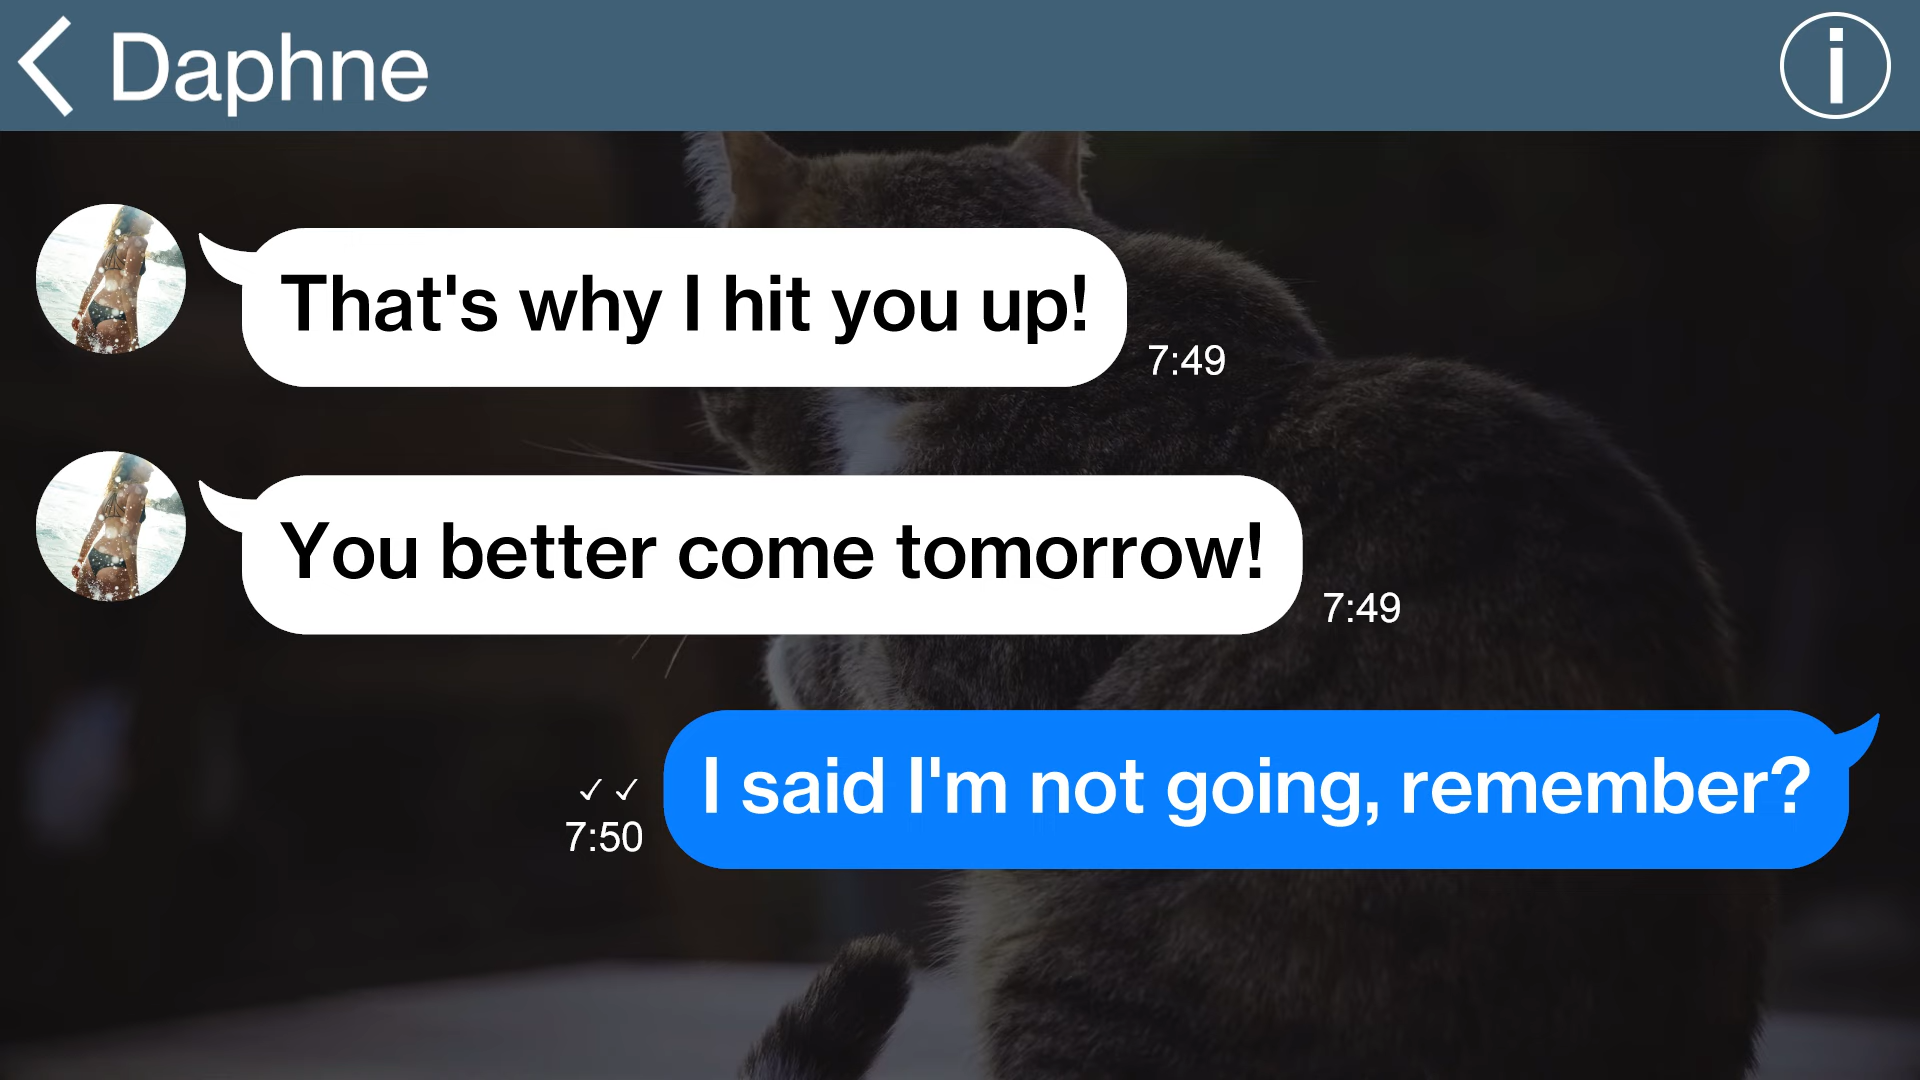 Daphne
That's why I hit you up!
7:49
You better come tomorrow!
7:49
I said I'm not going, remember?
7:50